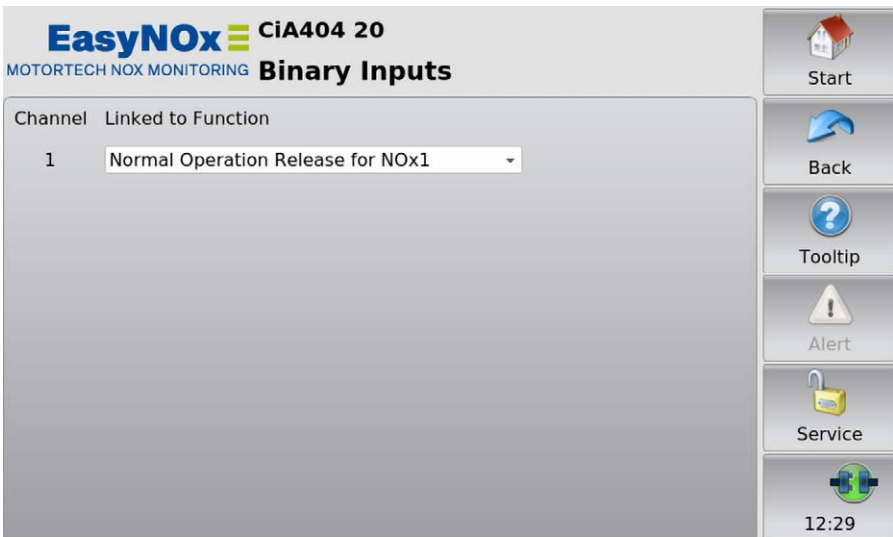 EasyNOx
MOTORTECH NOX MONITORING
CiA404 20
Binary Inputs
Channel Linked to Function
1 Normal Operation Release for NOx1
Start
Back
Tooltip
Alert
Service
12:29